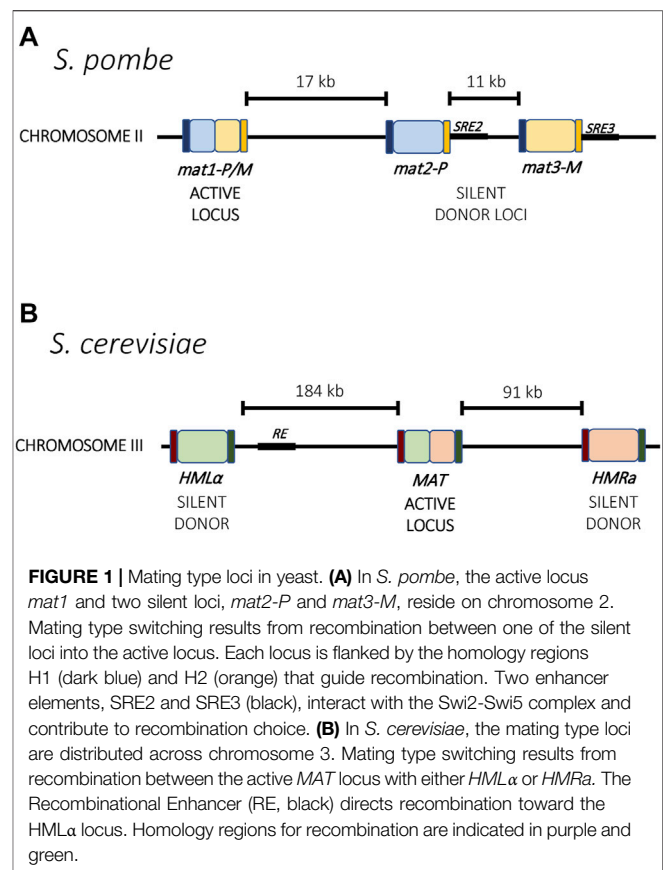 A
S. pombe
17 kb
11 kb
CHROMOSOME II
SRE2
SRE3
mat1-P/M
mat2-P
mat3-M
ACTIVE
LOCUS
SILENT
DONOR LOCI
B
S. cerevisiae
184 kb
91 kb
CHROMOSOME III
RE
HMLα
MAT
HMRa
SILENT
DONOR
ACTIVE
LOCUS
SILENT
DONOR
FIGURE 1 | Mating type loci in yeast. (A) In S. pombe, the active locus
mat1 and two silent loci, mat2-P and mat3-M, reside on chromosome 2.
Mating type switching results from recombination between one of the silent
loci into the active locus. Each locus is flanked by the homology regions
H1 (dark blue) and H2 (orange) that guide recombination. Two enhancer
elements, SRE2 and SRE3 (black), interact with the Swi2-Swi5 complex and
contribute to recombination choice. (B) In S. cerevisiae, the mating type loci
are distributed across chromosome 3. Mating type switching results from
recombination between the active MAT locus with either HMLα or HMRa. The
Recombinational Enhancer (RE, black) directs recombination toward the
HMLα locus. Homology regions for recombination are indicated in purple and
green.